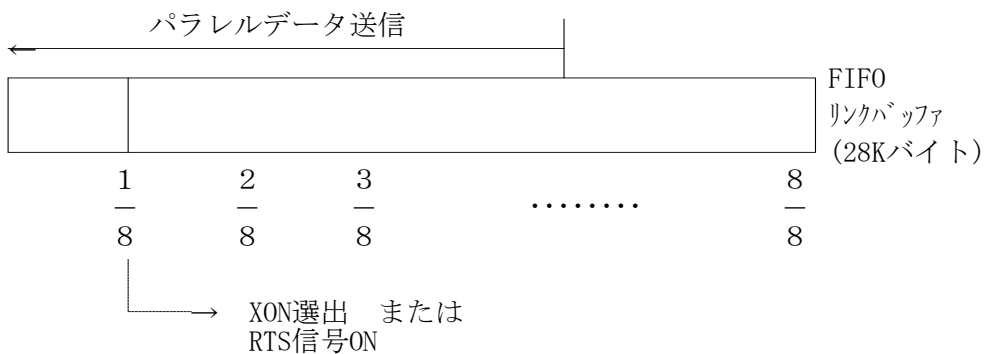 パラレルデータ送信
←
FIFO
リンクバッファ
(28Kバイト)
1/8 2/8 3/8 ‥‥‥‥ 8/8
→ XON選出 または
RTS信号ON